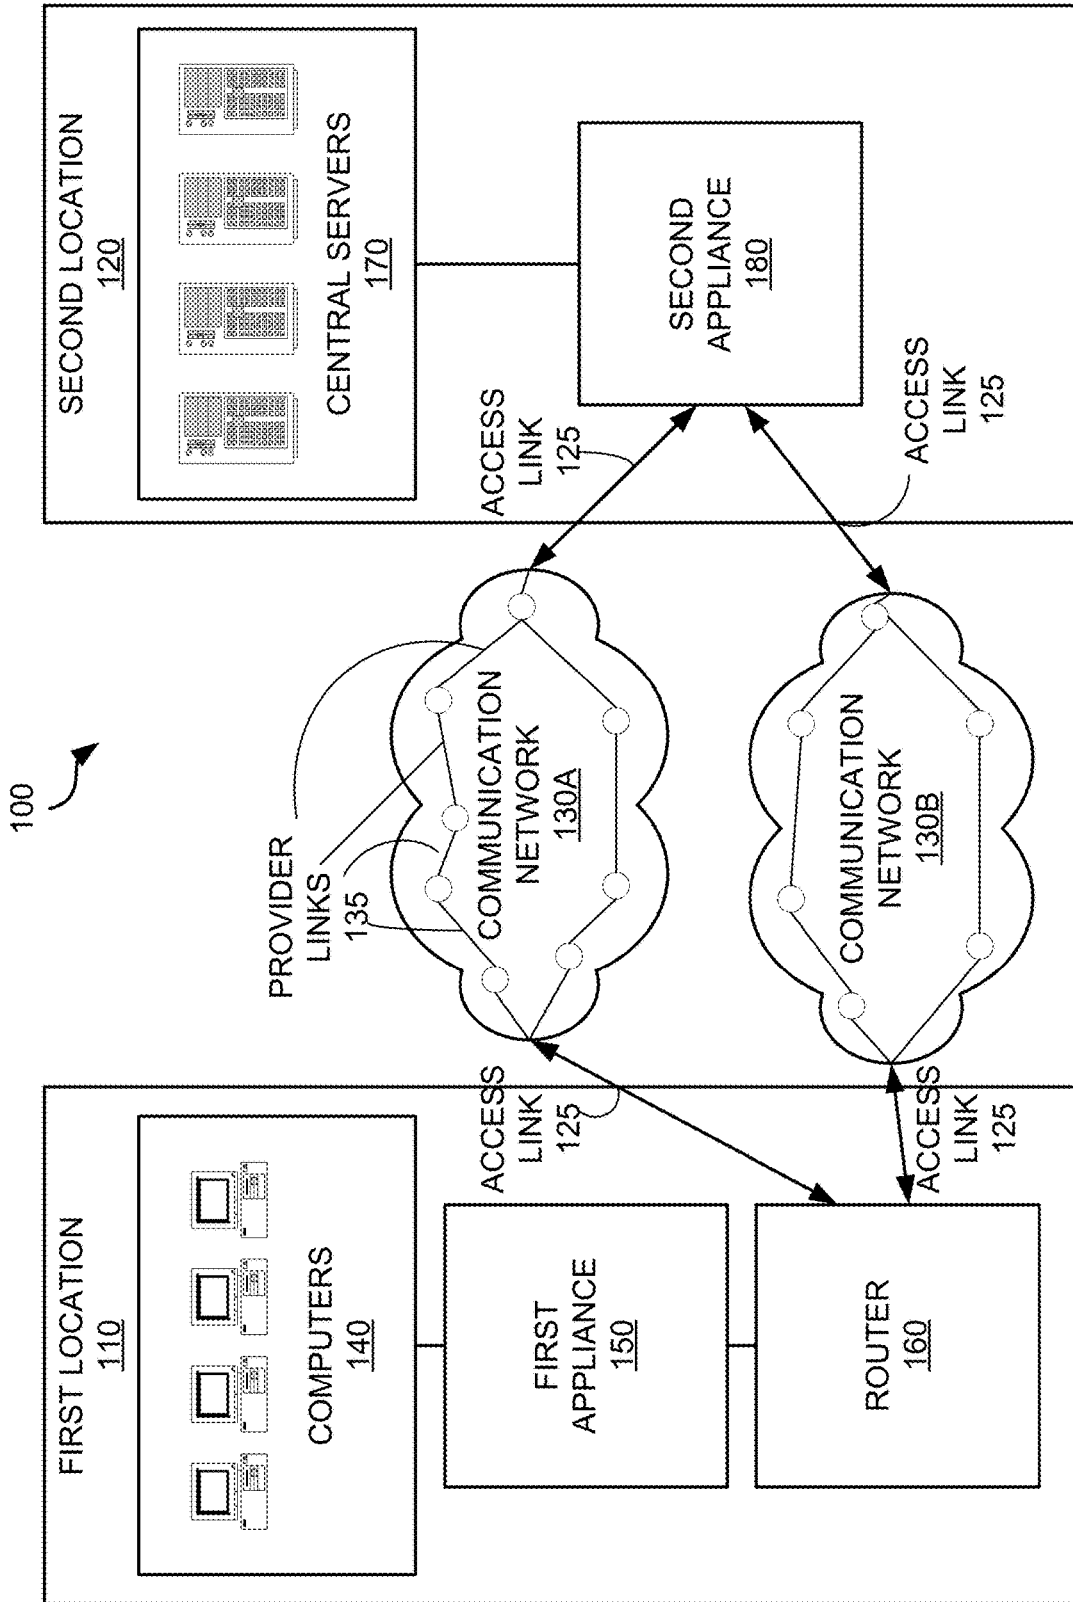 100
FIRST LOCATION
110
COMPUTERS
140
FIRST
APPLIANCE
150
ROUTER
160
ACCESS
LINK
125
ACCESS
LINK
125
PROVIDER
LINKS
135
COMMUNICATION
NETWORK
130A
COMMUNICATION
NETWORK
130B
SECOND LOCATION
120
CENTRAL SERVERS
170
ACCESS
LINK
125
SECOND
APPLIANCE
180
ACCESS
LINK
125